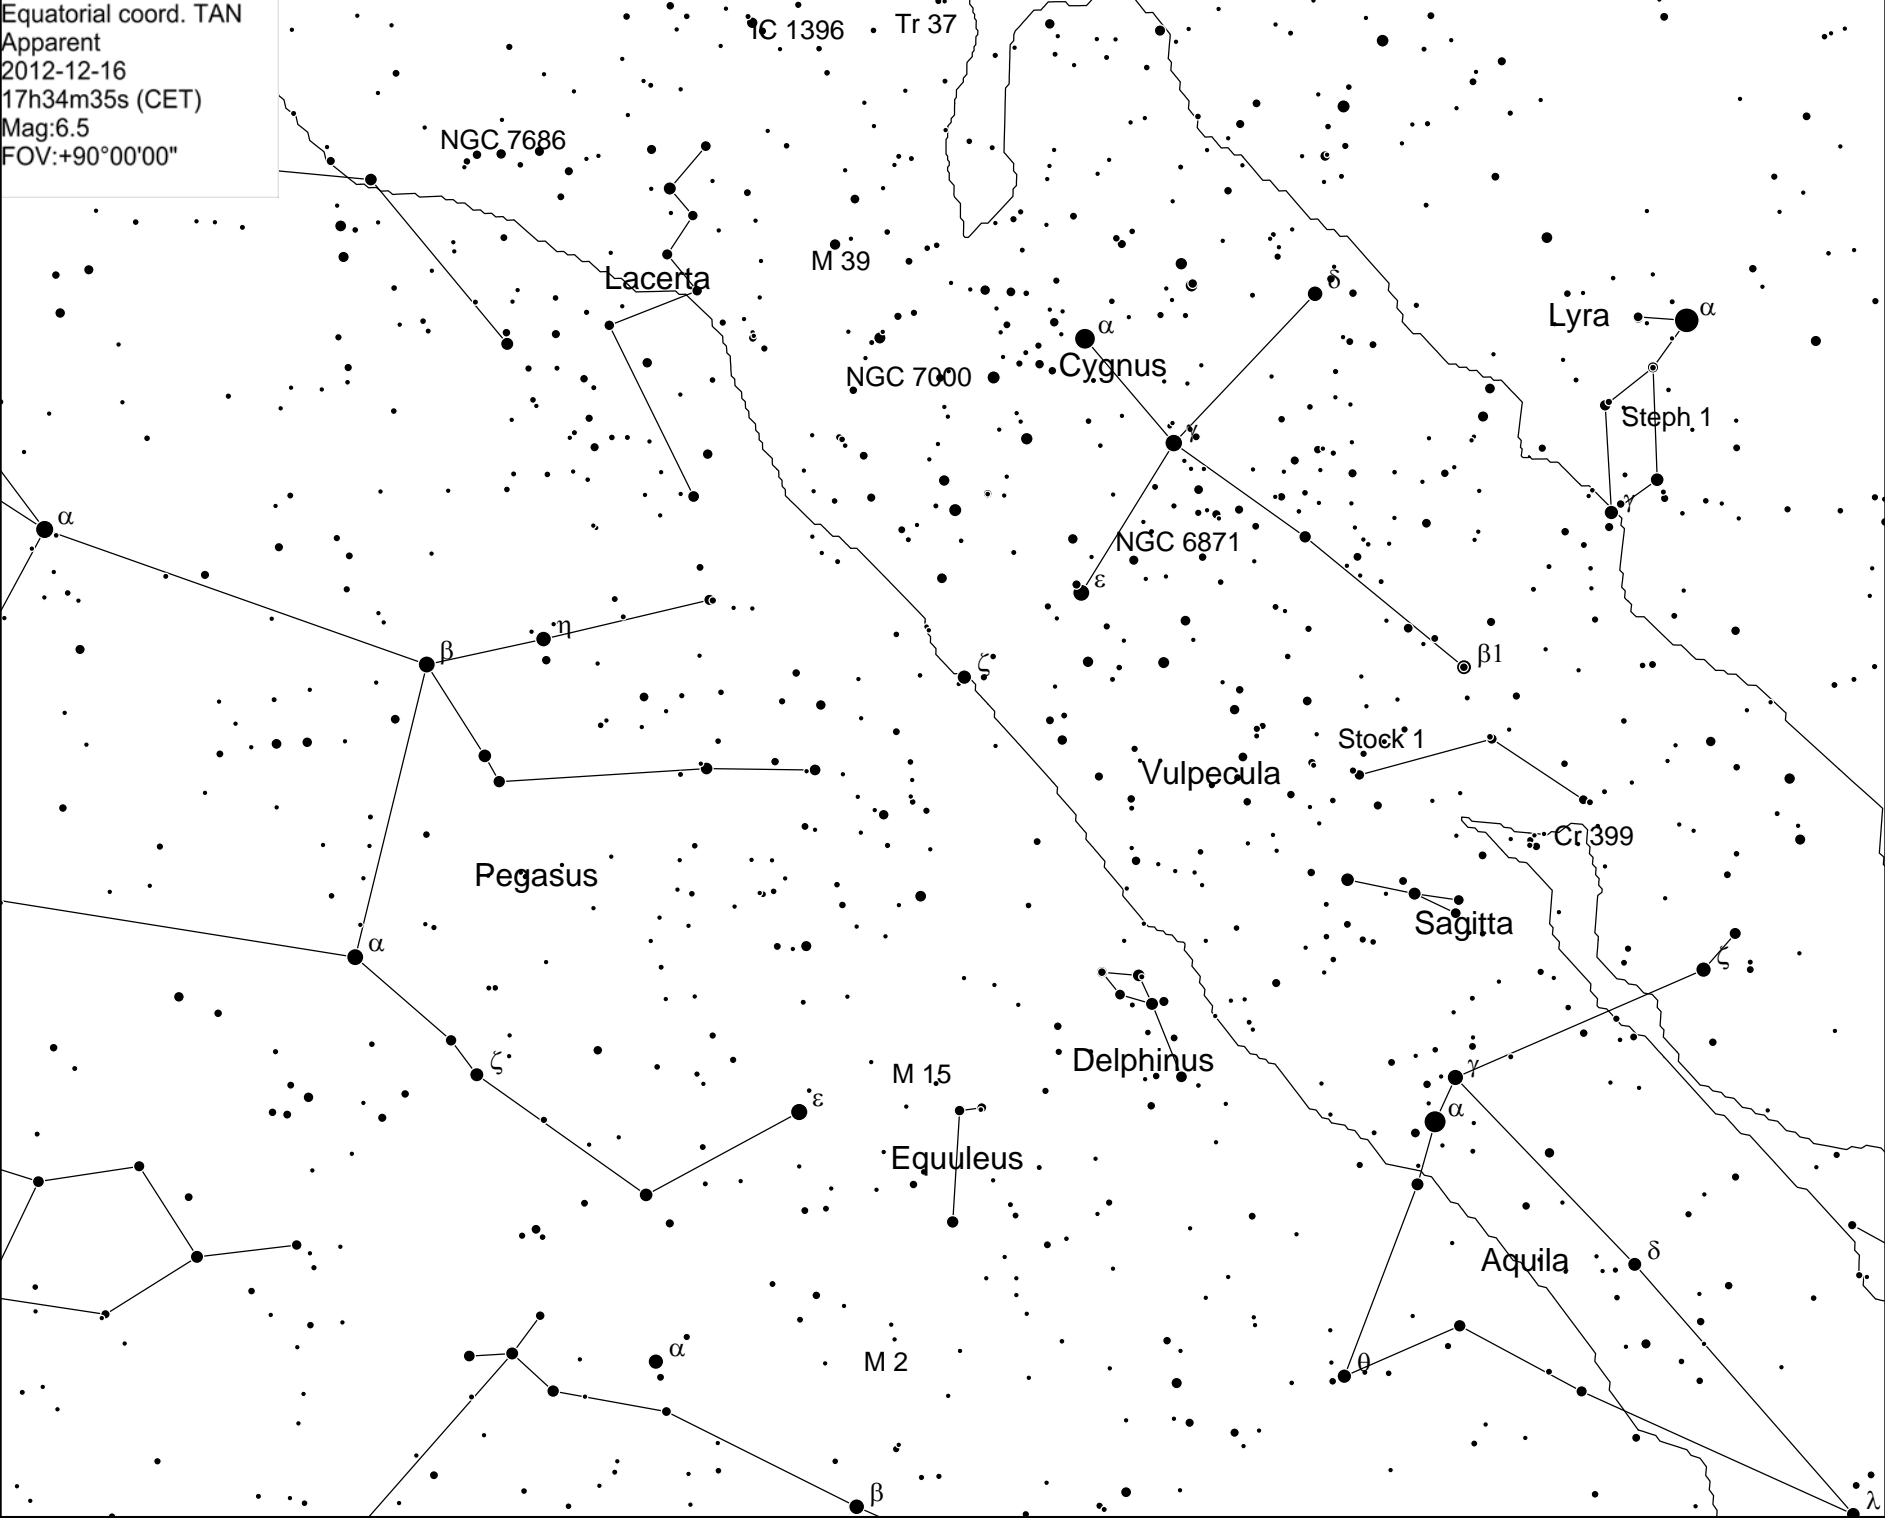 Equatorial coord. TAN
Apparent
2012-12-16
17h34m35s (CET)
Mag:6.5
FOV:+90°00'00"
IC 1396
Tr 37
NGC 7686
M 39
Lacerta
δ
Lyra
α
α
Cygnus
NGC 7000
Steph 1
γ
γ
α
NGC 6871
ε
η
β
ζ
β1
Stock 1
Vulpecula
Cr 399
Pegasus
Sagitta
α
ζ
Delphinus
ζ
M 15
γ
ε
α
Equuleus
Aquila
δ
α
M 2
θ
β
λ